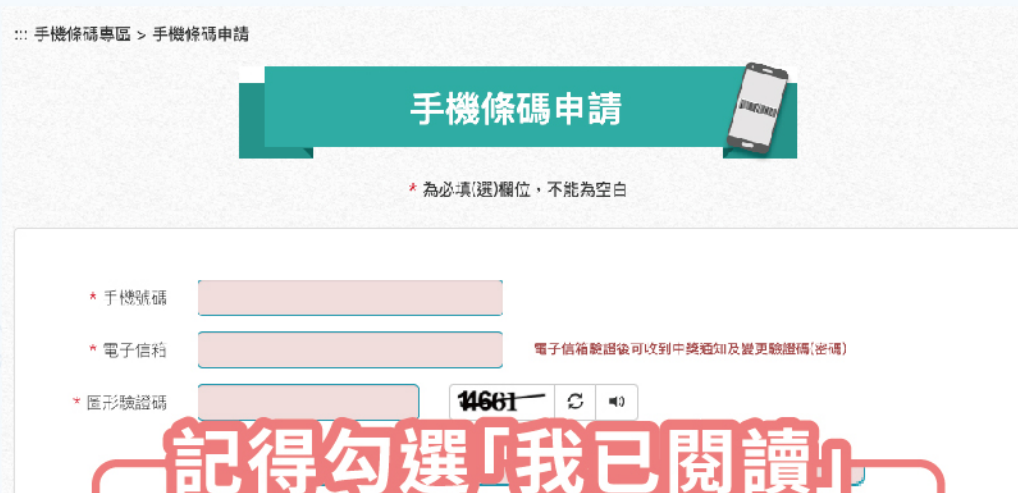 ::: 手機條碼專區 > 手機條碼申請
手機條碼申請
* 為必填(選)欄位，不能為空白
* 手機號碼
* 電子信箱 電子信箱驗證後可收到中獎通知及變更驗證碼(密碼)
* 圖形驗證碼 14661
記得勾選「我已閱讀」